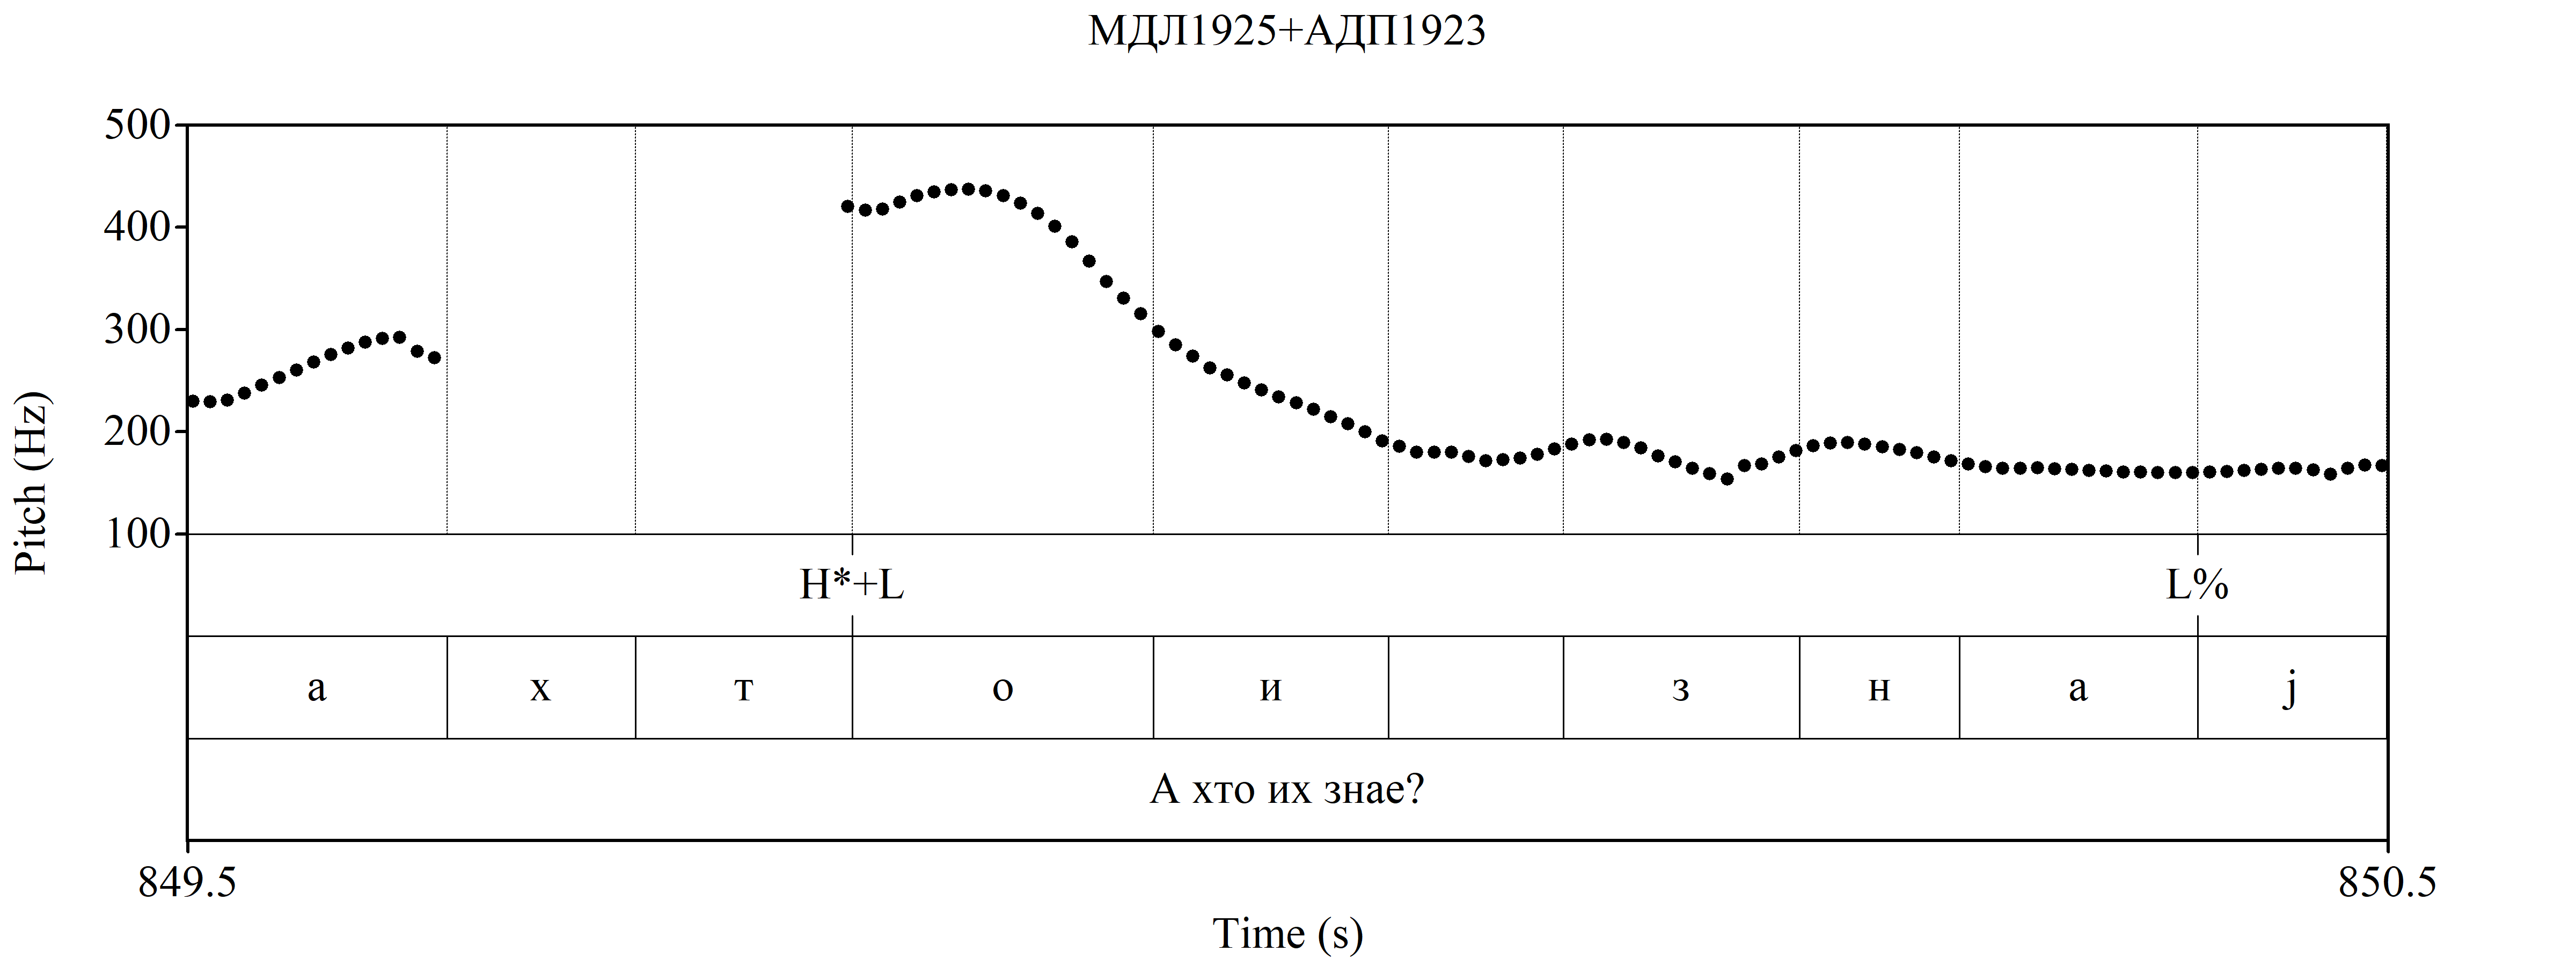 МДЛ1925+АДП1923
500
400
300
200
100
Pitch (Hz)
H*+L L%
а х т о и з н а j
А хто их знае?
849.5 850.5
Time (s)